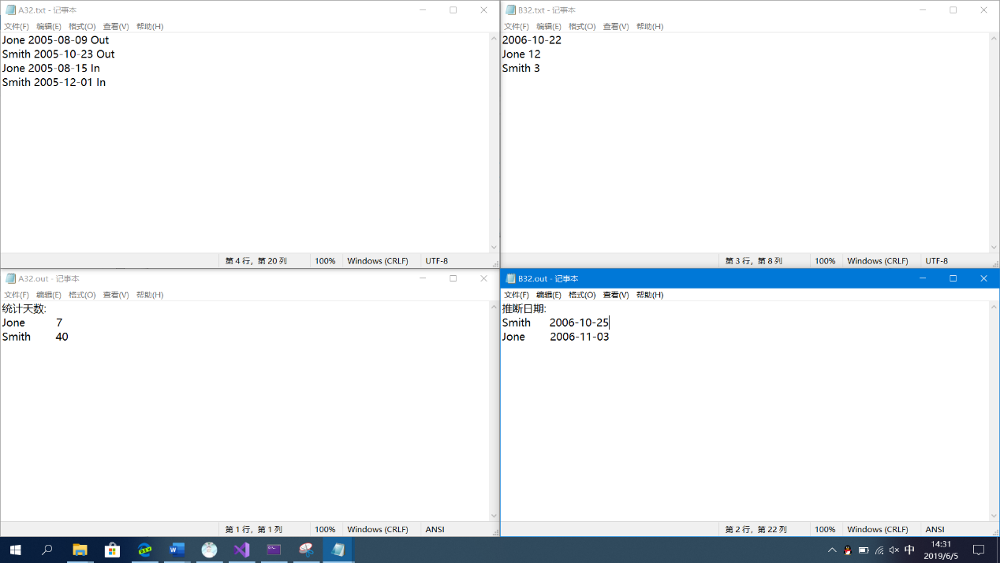 A32.txt - 记事本
文件(F) 编辑(E) 格式(O) 查看(V) 帮助(H)
Jone 2005-08-09 Out
Smith 2005-10-23 Out
Jone 2005-08-15 In
Smith 2005-12-01 In
第 4 行，第 20 列 100% Windows (CRLF) UTF-8
B32.txt - 记事本
文件(F) 编辑(E) 格式(O) 查看(V) 帮助(H)
2006-10-22
Jone 12
Smith 3
第 3 行，第 8 列 100% Windows (CRLF) UTF-8
A32.out - 记事本
文件(F) 编辑(E) 格式(O) 查看(V) 帮助(H)
统计天数:
Jone 7
Smith 40
第 1 行，第 1 列 100% Windows (CRLF) ANSI
B32.out - 记事本
文件(F) 编辑(E) 格式(O) 查看(V) 帮助(H)
推断日期:
Smith 2006-10-25
Jone 2006-11-03
第 2 行，第 22 列 100% Windows (CRLF) ANSI
中
14:31
2019/6/5